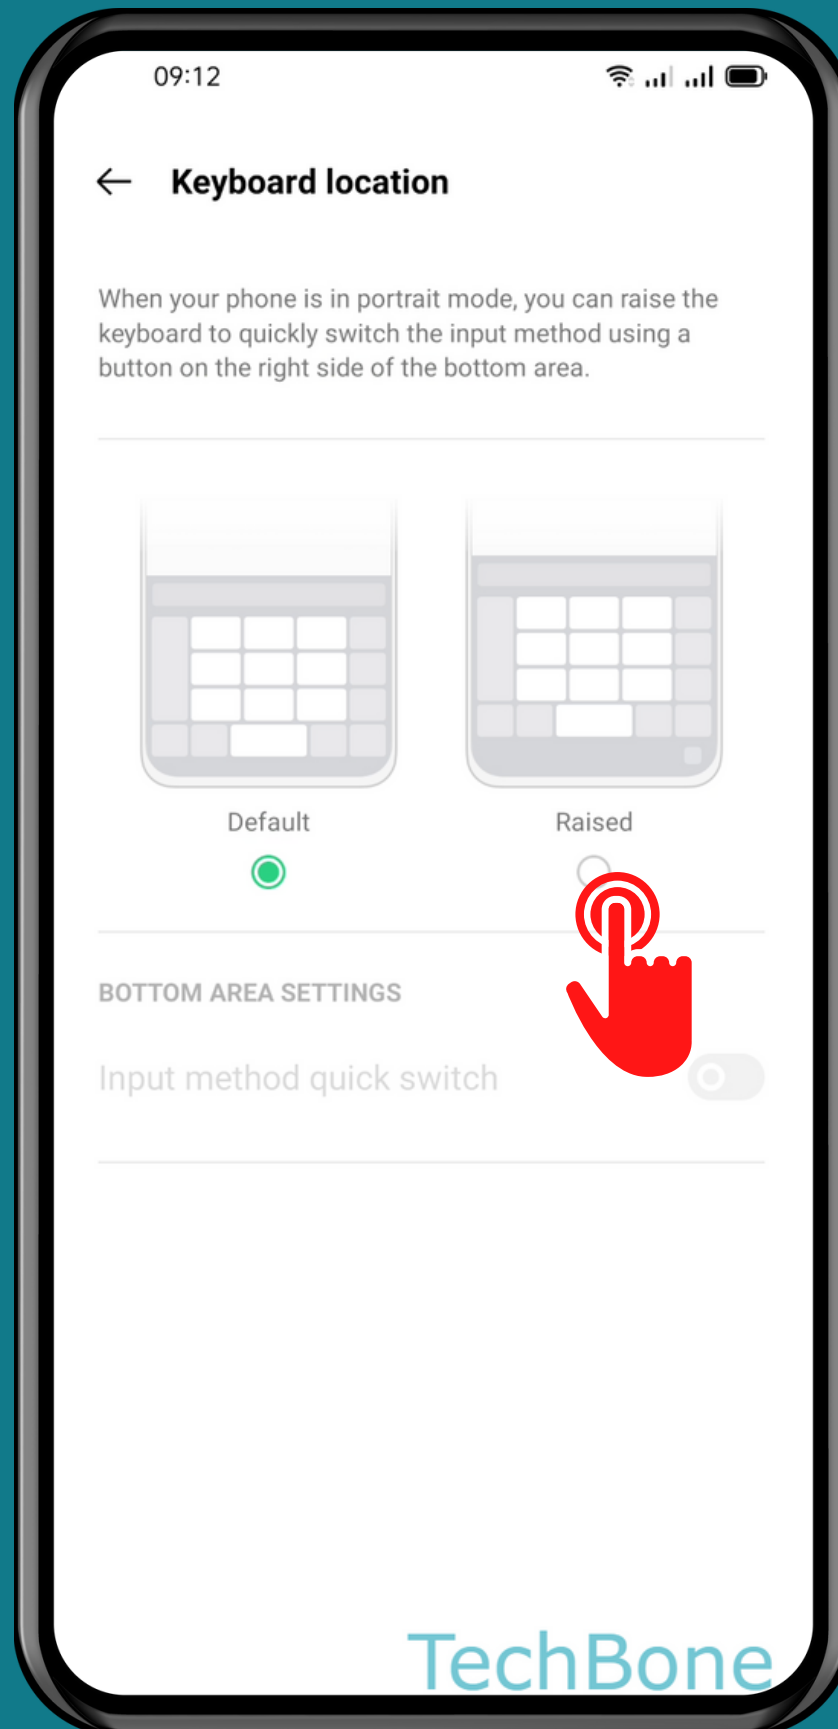 09:12
Keyboard location
When your phone is in portrait mode, you can raise the
keyboard to quickly switch the input method using a
button on the right side of the bottom area.
Default
Raised
BOTTOM AREA SETTINGS
Input method quick switch
TechBone